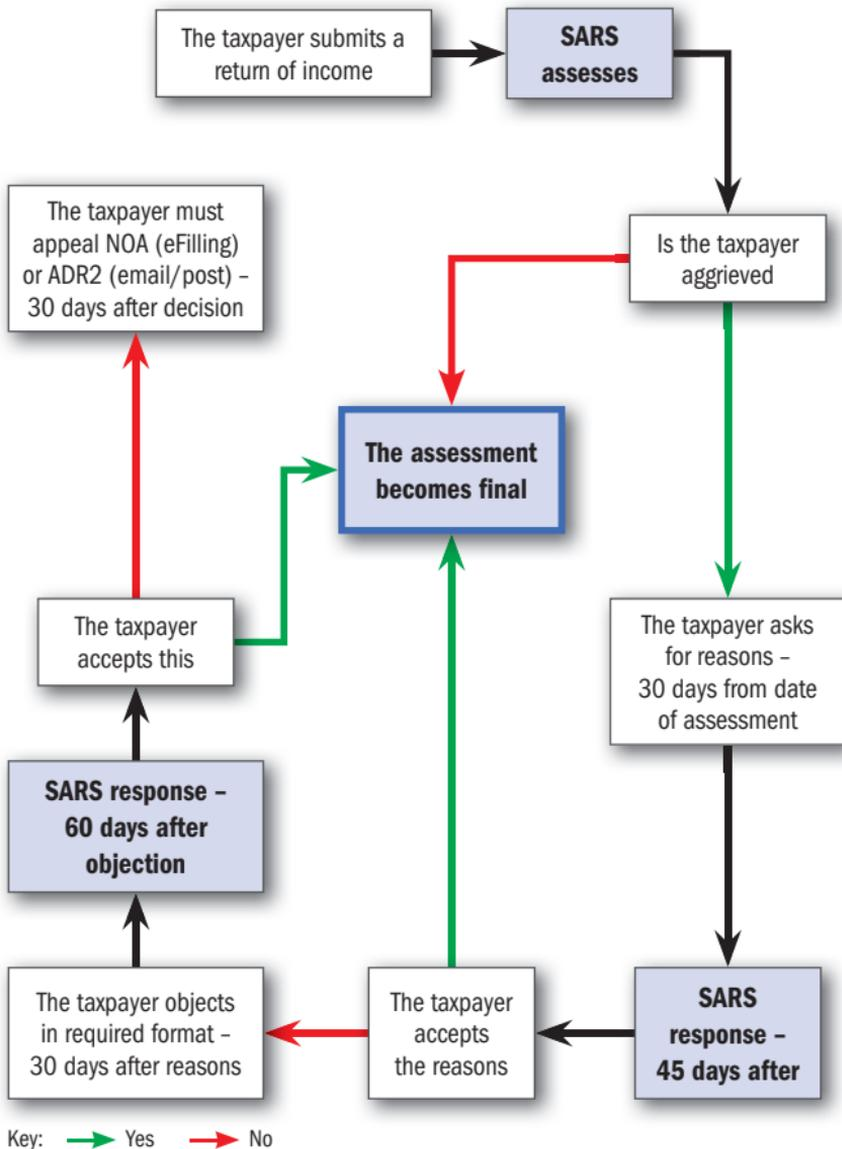 The taxpayer submits a
return of income
SARS
assesses
The taxpayer must
appeal NOA (eFilling)
or ADR2 (email/post) –
30 days after decision
Is the taxpayer
aggrieved
The assessment
becomes final
The taxpayer
accepts this
The taxpayer asks
for reasons –
30 days from date
of assessment
SARS response –
60 days after
objection
The taxpayer objects
in required format –
30 days after reasons
The taxpayer
accepts
the reasons
SARS
response –
45 days after
Key: Yes No